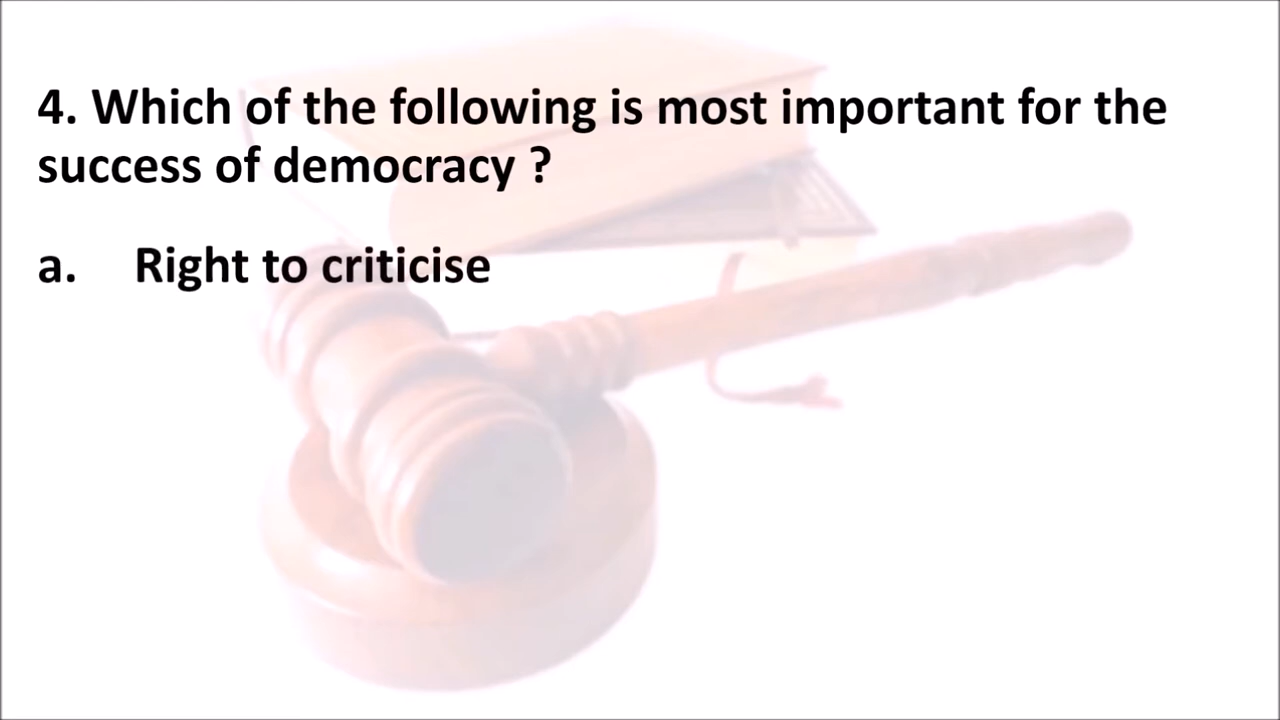 4. Which of the following is most important for the
success of democracy ?
a. Right to criticise